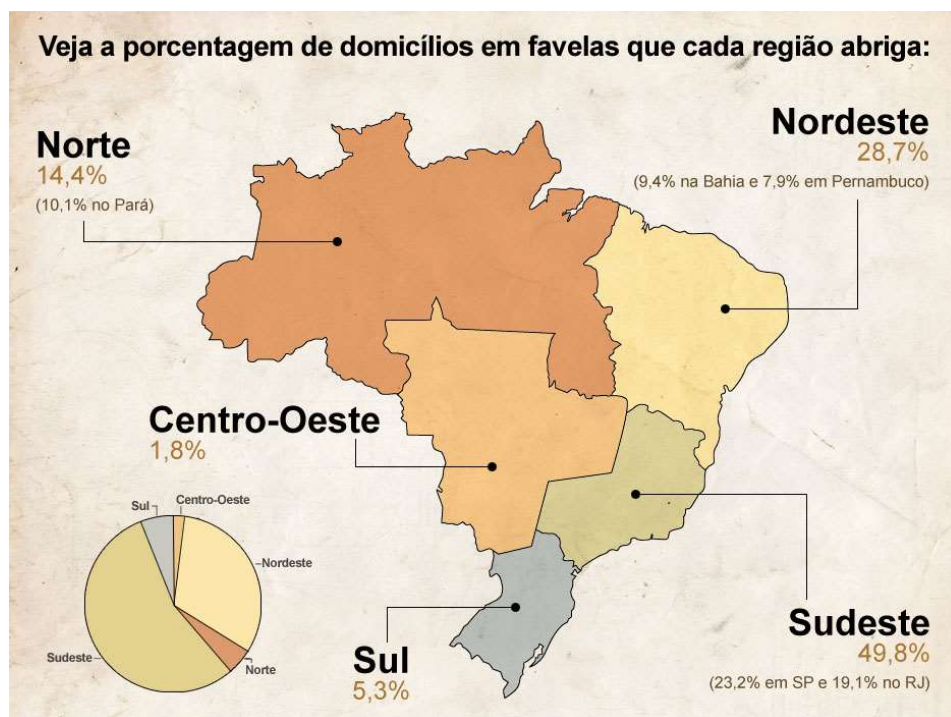 Veja a porcentagem de domicílios em favelas que cada região abriga:
Norte
14,4%
(10,1% no Pará)
Nordeste
28,7%
(9,4% na Bahia e 7,9% em Pernambuco)
Centro-Oeste
1,8%
Sul
Centro-Oeste
Nordeste
Sudeste
Norte
Sul
5,3%
Sudeste
49,8%
(23,2% em SP e 19,1% no RJ)